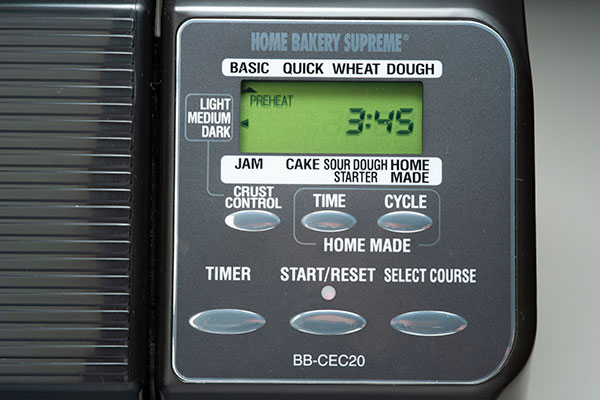 HOME BAKERY SUPREME®
BASIC QUICK WHEAT DOUGH
PREHEAT
3:45
LIGHT
MEDIUM
DARK
JAM CAKE SOUR DOUGH STARTER HOME MADE
CRUST CONTROL
TIME CYCLE
HOME MADE
TIMER START/RESET SELECT COURSE
BB-CEC20